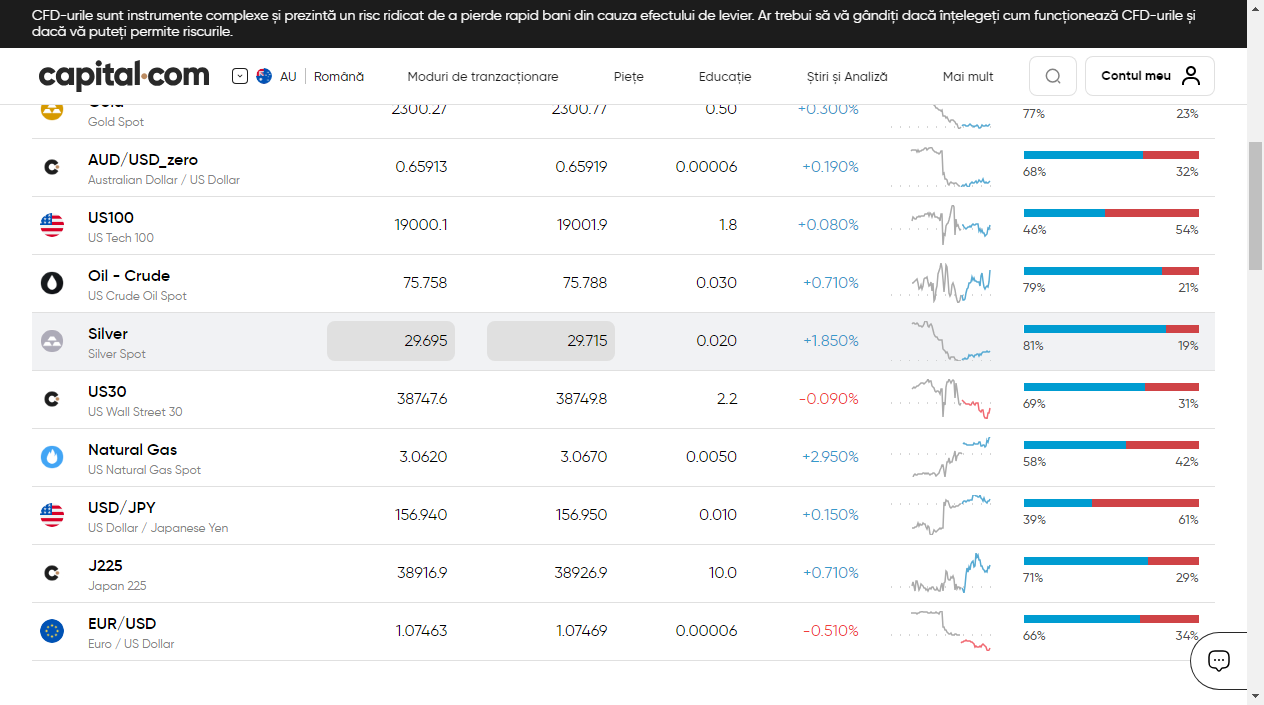 CFD-urile sunt instrumente complexe și prezintă un risc ridicat de a pierde rapid bani din cauza efectului de levier. Ar trebui să vă gândiți dacă înțelegeți cum funcționează CFD-urile și
dacă vă puteți permite riscurile.
capital.com AU Română Moduri de tranzacționare Piețe Educație Știri și Analiză Mai mult Contul meu
Gold 2300.27 2300.77 0.50 +0.300% 77% 23%
Gold Spot
AUD/USD_zero 0.65913 0.65919 0.00006 +0.190% 68% 32%
Australian Dollar / US Dollar
US100 19000.1 19001.9 1.8 +0.080% 46% 54%
US Tech 100
Oil - Crude 75.758 75.788 0.030 +0.710% 79% 21%
US Crude Oil Spot
Silver 29.695 29.715 0.020 +1.850% 81% 19%
Silver Spot
US30 38747.6 38749.8 2.2 -0.090% 69% 31%
US Wall Street 30
Natural Gas 3.0620 3.0670 0.0050 +2.950% 58% 42%
US Natural Gas Spot
USD/JPY 156.940 156.950 0.010 +0.150% 39% 61%
US Dollar / Japanese Yen
J225 38916.9 38926.9 10.0 +0.710% 71% 29%
Japan 225
EUR/USD 1.07463 1.07469 0.00006 -0.510% 66% 34%
Euro / US Dollar